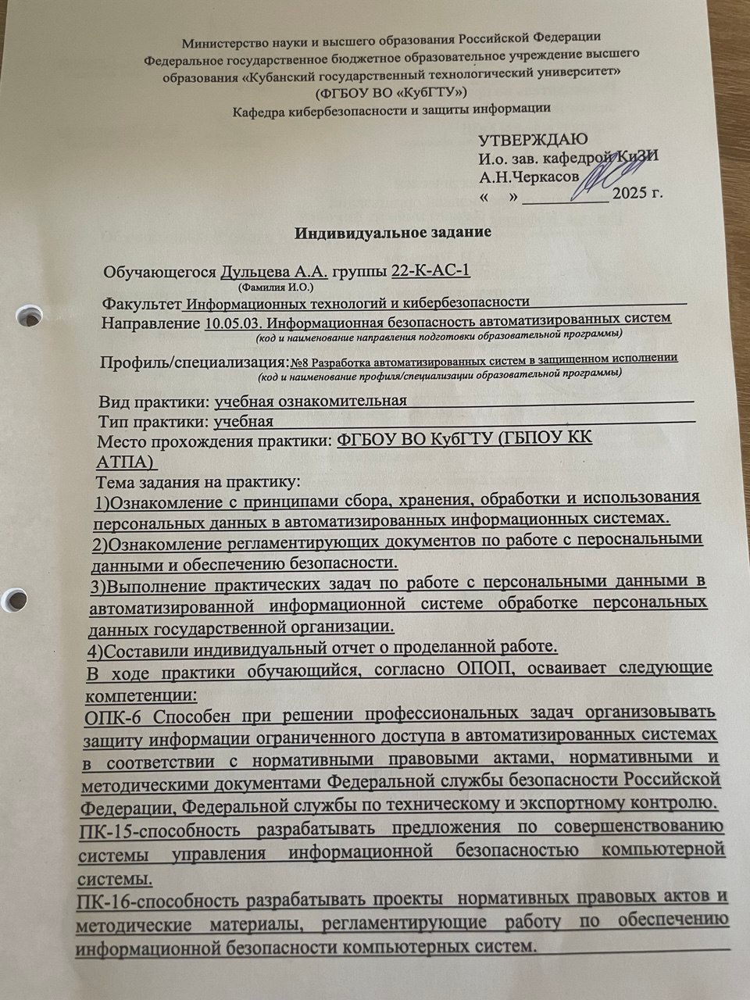 Министерство науки и высшего образования Российской Федерации
Федеральное государственное бюджетное образовательное учреждение высшего
образования «Кубанский государственный технологический университет»
(ФГБОУ ВО «КубГТУ»)
Кафедра кибербезопасности и защиты информации
УТВЕРЖДАЮ
И.о. зав. кафедрой КиЗИ
А.Н.Черкасов
« » __________ 2025 г.
Индивидуальное задание
Обучающегося Дульцева А.А. группы 22-К-АС-1
(Фамилия И.О.)
Факультет Информационных технологий и кибербезопасности
Направление 10.05.03. Информационная безопасность автоматизированных систем
(код и наименование направления подготовки образовательной программы)
Профиль/специализация:№8 Разработка автоматизированных систем в защищенном исполнении
(код и наименование профиля/специализации образовательной программы)
Вид практики: учебная ознакомительная
Тип практики: учебная
Место прохождения практики: ФГБОУ ВО КубГТУ (ГБПОУ КК
АТПА)
Тема задания на практику:
1)Ознакомление с принципами сбора, хранения, обработки и использования
персональных данных в автоматизированных информационных системах.
2)Ознакомление регламентирующих документов по работе с пероснальными
данными и обеспечению безопасности.
3)Выполнение практических задач по работе с персональными данными в
автоматизированной информационной системе обработке персональных
данных государственной организации.
4)Составили индивидуальный отчет о проделанной работе.
В ходе практики обучающийся, согласно ОПОП, осваивает следующие
компетенции:
ОПК-6 Способен при решении профессиональных задач организовывать
защиту информации ограниченного доступа в автоматизированных системах
в соответствии с нормативными правовыми актами, нормативными и
методическими документами Федеральной службы безопасности Российской
Федерации, Федеральной службы по техническому и экспортному контролю.
ПК-15-способность разрабатывать предложения по совершенствованию
системы управления информационной безопасностью компьютерной
системы.
ПК-16-способность разрабатывать проекты нормативных правовых актов и
методические материалы, регламентирующие работу по обеспечению
информационной безопасности компьютерных систем.